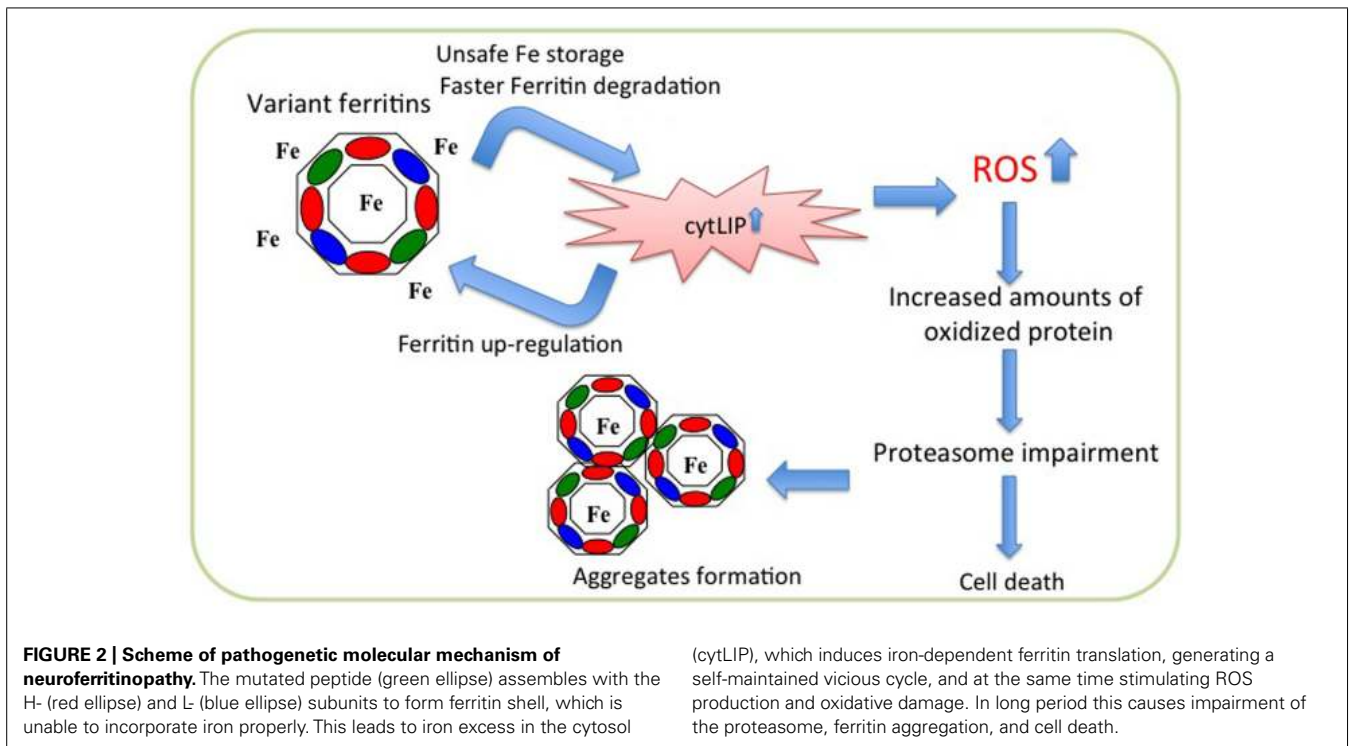 Unsafe Fe storage
Faster Ferritin degradation
Variant ferritins
Fe
Fe
Fe
Fe
Fe
cytLIP
ROS
Ferritin up-regulation
Increased amounts of
oxidized protein
Proteasome impairment
Fe
Fe
Fe
Aggregates formation
Cell death
FIGURE 2 | Scheme of pathogenetic molecular mechanism of
neuroferritinopathy. The mutated peptide (green ellipse) assembles with the
H- (red ellipse) and L- (blue ellipse) subunits to form ferritin shell, which is
unable to incorporate iron properly. This leads to iron excess in the cytosol
(cytLIP), which induces iron-dependent ferritin translation, generating a
self-maintained vicious cycle, and at the same time stimulating ROS
production and oxidative damage. In long period this causes impairment of
the proteasome, ferritin aggregation, and cell death.